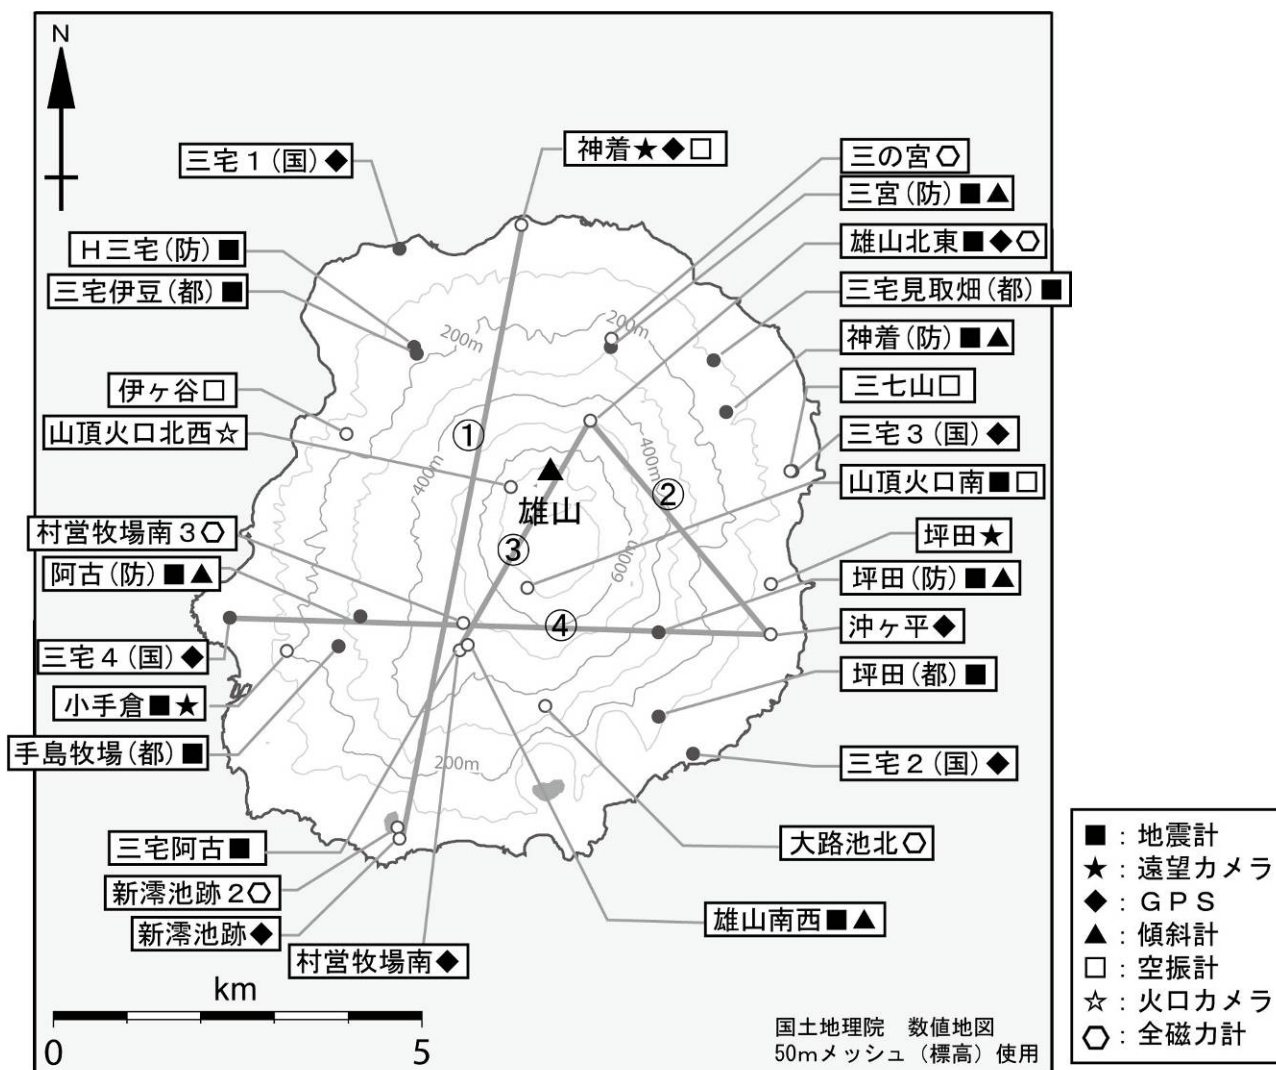 N
三宅1(国)◆
神着★◆□
三の宮⬡
三宮(防)■▲
H三宅(防)■
雄山北東■◆⬡
三宅伊豆(都)■
三宅見取畑(都)■
200m
200m
神着(防)■▲
伊ヶ谷□
三七山□
山頂火口北西☆
①
三宅3(国)◆
400m
400m
②
山頂火口南■□
雄山
村営牧場南3⬡
③
坪田★
阿古(防)■▲
600m
坪田(防)■▲
④
沖ヶ平◆
三宅4(国)◆
坪田(都)■
小手倉■★
手島牧場(都)■
200m
三宅2(国)◆
三宅阿古■
大路池北⬡
新澪池跡2⬡
雄山南西■▲
新澪池跡◆
村営牧場南◆
km
0 5
国土地理院 数値地図
50mメッシュ(標高)使用
■:地震計
★:遠望カメラ
◆:GPS
▲:傾斜計
□:空振計
☆:火口カメラ
⬡:全磁力計